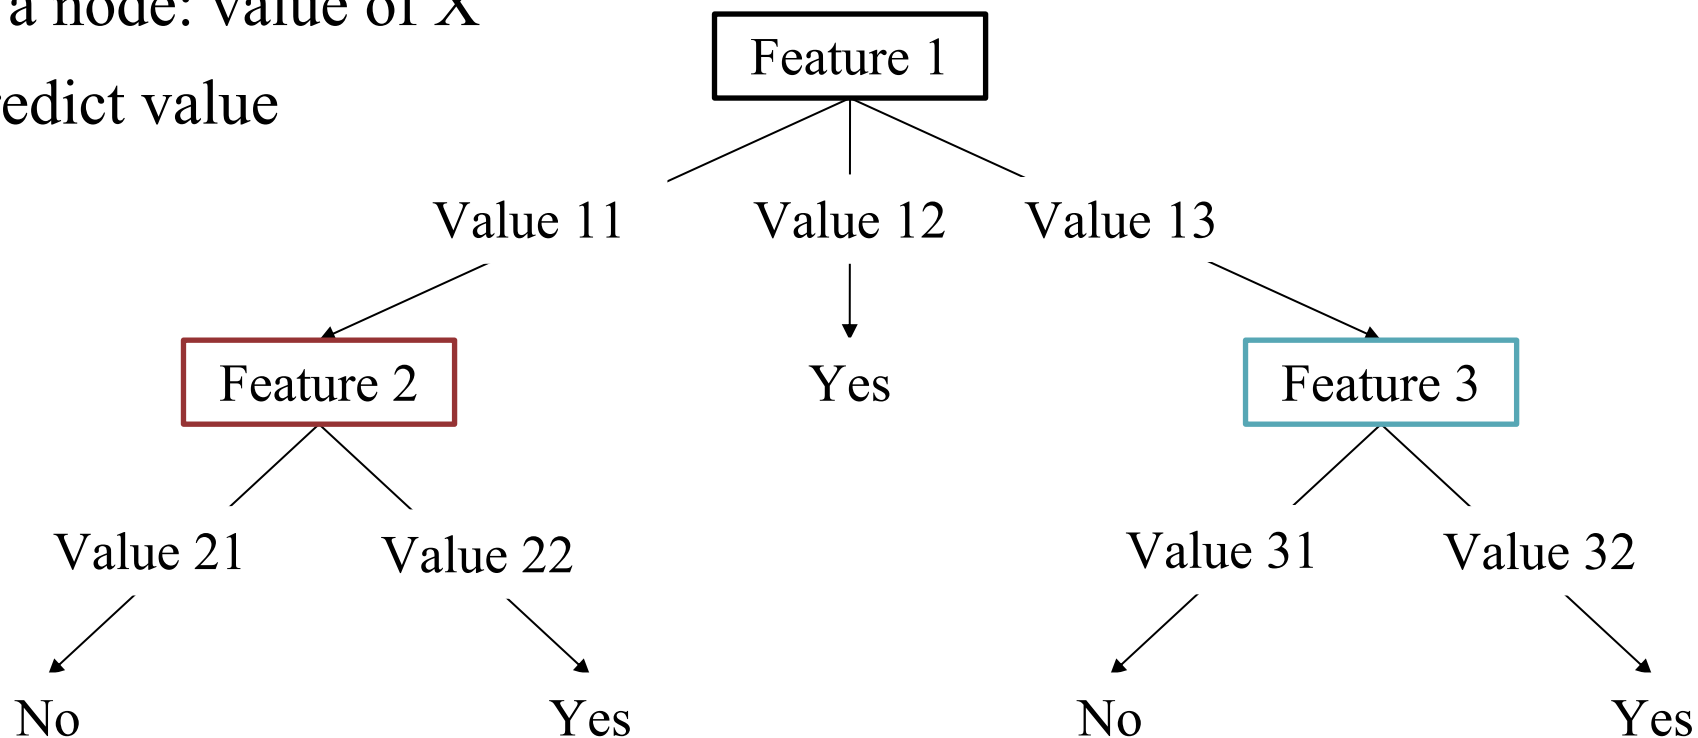 a node: value of X
Feature 1
edict value
Value 11 Value 12 Value 13
Feature 2 Yes Feature 3
Value 21 Value 22 Value 31 Value 32
No Yes No Yes